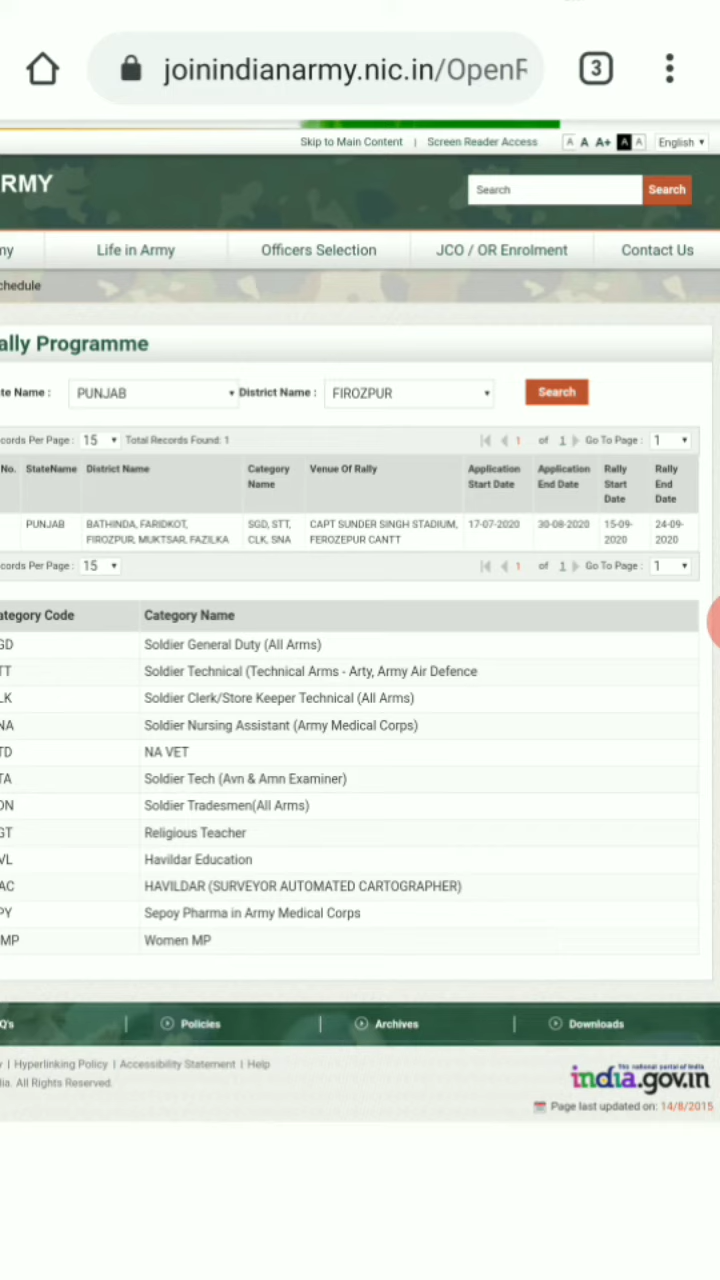 joinindianarmy.nic.in/OpenR
3
Skip to Main Content | Screen Reader Access A A A+ A A English
RMY
Search Search
my Life in Army Officers Selection JCO / OR Enrolment Contact Us
chedule
ally Programme
te Name : PUNJAB District Name : FIROZPUR Search
cords Per Page : 15 Total Records Found: 1 1 of 1 Go To Page : 1
No. StateName District Name Category Name Venue Of Rally Application Start Date Application End Date Rally Start Date Rally End Date
PUNJAB BATHINDA, FARIDKOT, FIROZPUR, MUKTSAR, FAZILKA SGD, STT, CLK, SNA CAPT SUNDER SINGH STADIUM, FEROZEPUR CANTT 17-07-2020 30-08-2020 15-09-2020 24-09-2020
cords Per Page : 15 1 of 1 Go To Page : 1
ategory Code Category Name
GD Soldier General Duty (All Arms)
TT Soldier Technical (Technical Arms - Arty, Army Air Defence
LK Soldier Clerk/Store Keeper Technical (All Arms)
NA Soldier Nursing Assistant (Army Medical Corps)
TD NA VET
TA Soldier Tech (Avn & Amn Examiner)
DN Soldier Tradesmen(All Arms)
GT Religious Teacher
VL Havildar Education
AC HAVILDAR (SURVEYOR AUTOMATED CARTOGRAPHER)
PY Sepoy Pharma in Army Medical Corps
MP Women MP
Q's | Policies | Archives | Downloads
y | Hyperlinking Policy | Accessibility Statement | Help
dia. All Rights Reserved.
The national portal of India
india.gov.in
Page last updated on: 14/8/2015